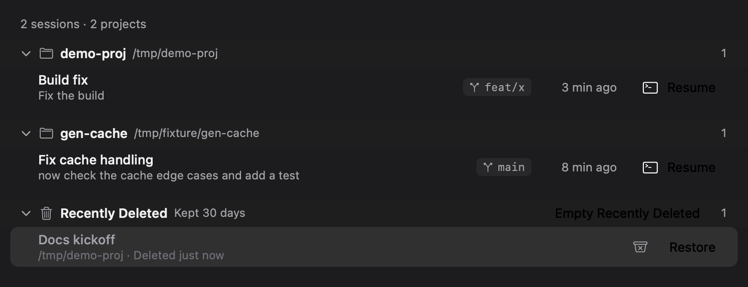 2 sessions · 2 projects
demo-proj /tmp/demo-proj 1
Build fix feat/x 3 min ago Resume
Fix the build
gen-cache /tmp/fixture/gen-cache 1
Fix cache handling main 8 min ago Resume
now check the cache edge cases and add a test
Recently Deleted Kept 30 days Empty Recently Deleted 1
Docs kickoff Restore
/tmp/demo-proj · Deleted just now